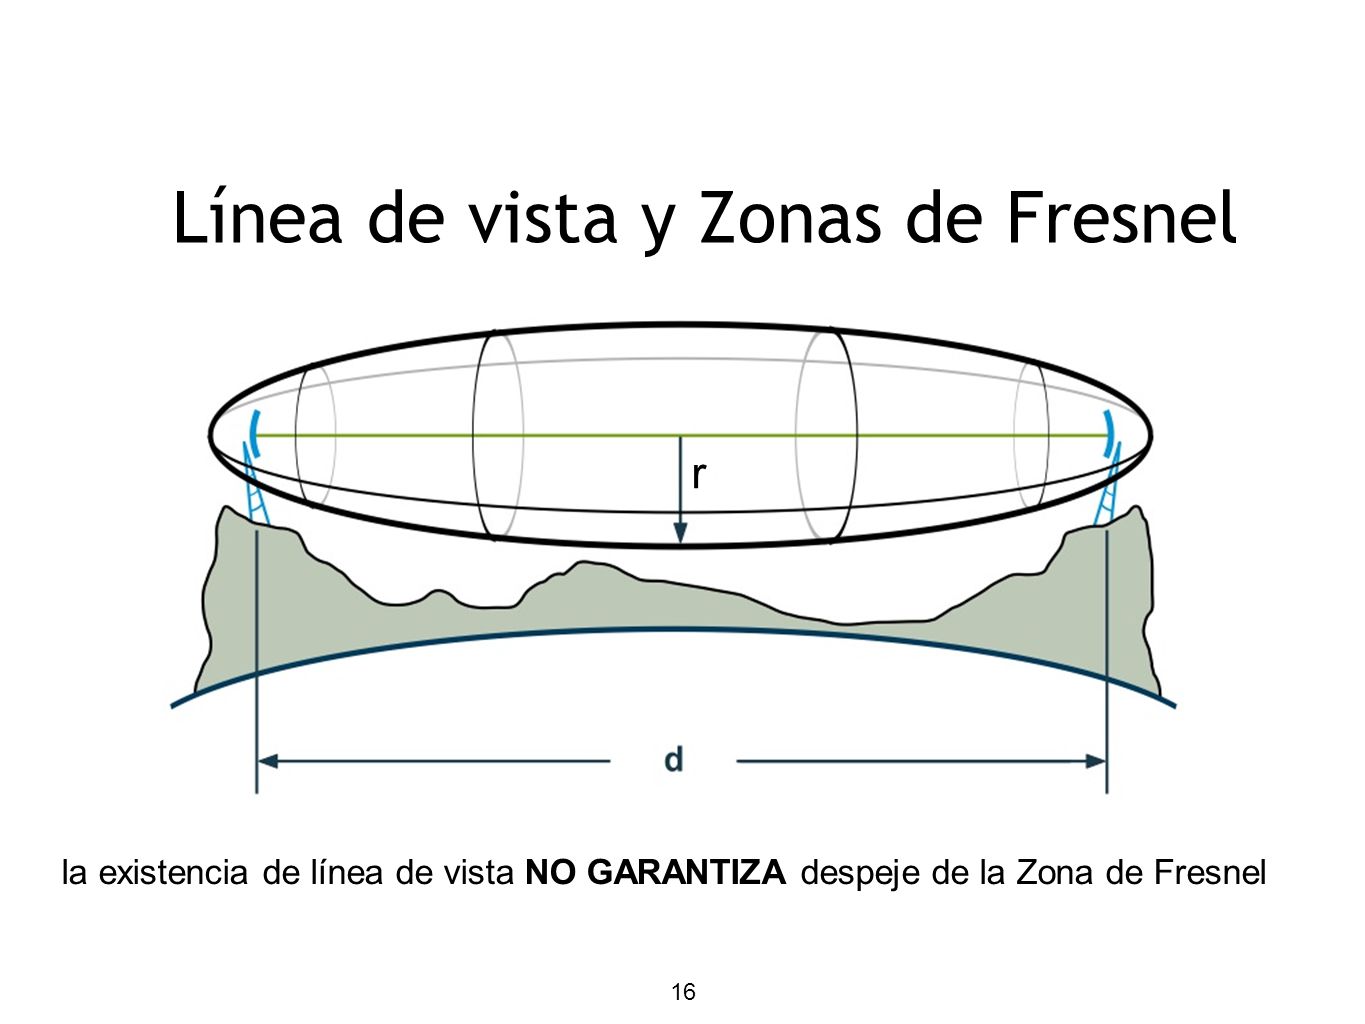 Línea de vista y Zonas de Fresnel
r
d
la existencia de línea de vista NO GARANTIZA despeje de la Zona de Fresnel
16